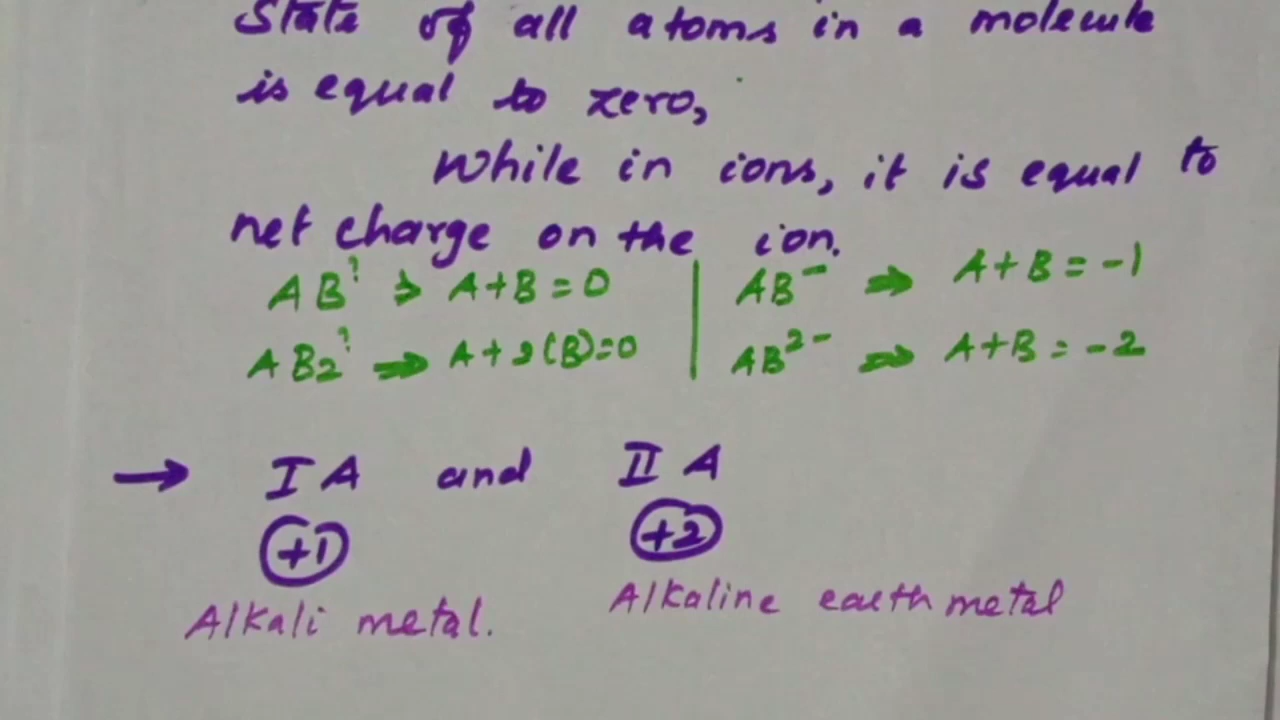 State of all atoms in a molecule
is equal to zero,
While in ions, it is equal to
net charge on the ion.
AB? → A+B=0 | AB⁻ ⇒ A+B=-1
AB2? ⇒ A+2(B)=0 | AB²⁻ ⇒ A+B=-2
→ IA and IIA
+1 +2
Alkali metal. Alkaline earth metal